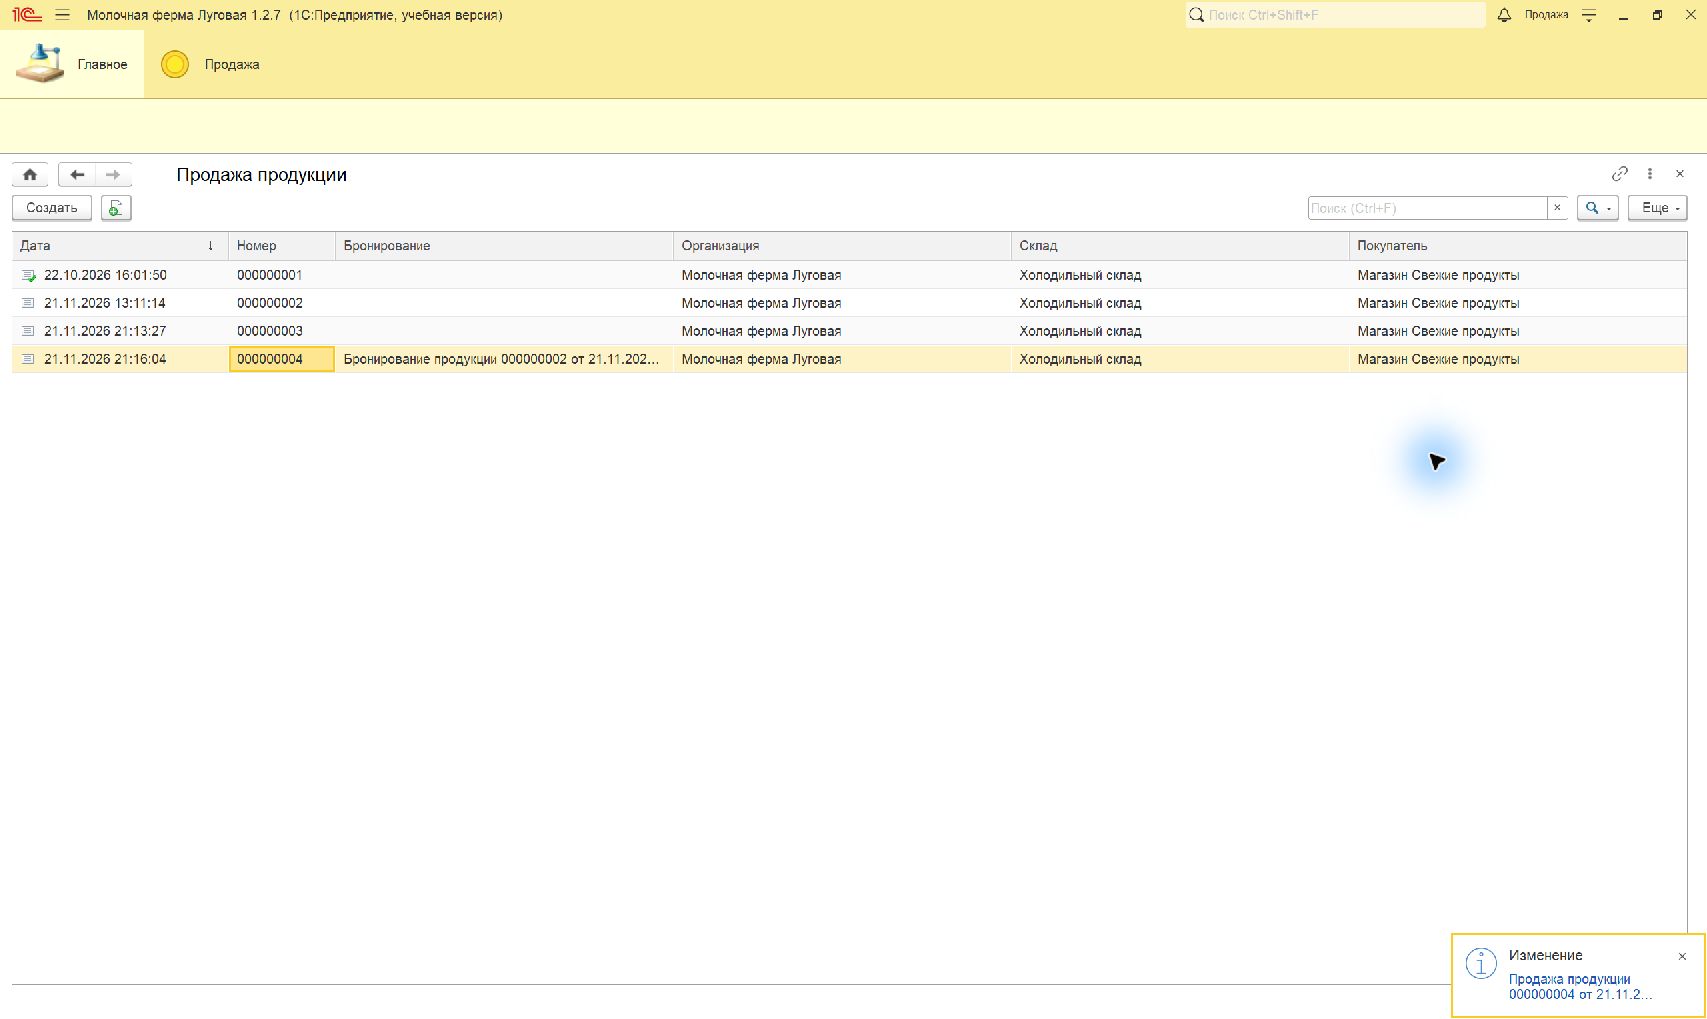 1С Молочная ферма Луговая 1.2.7 (1С:Предприятие, учебная версия) Поиск Ctrl+Shift+F Продажа
Главное Продажа
Продажа продукции
Создать Поиск (Ctrl+F) × Еще
Дата ↓ Номер Бронирование Организация Склад Покупатель
22.10.2026 16:01:50 000000001 Молочная ферма Луговая Холодильный склад Магазин Свежие продукты
21.11.2026 13:11:14 000000002 Молочная ферма Луговая Холодильный склад Магазин Свежие продукты
21.11.2026 21:13:27 000000003 Молочная ферма Луговая Холодильный склад Магазин Свежие продукты
21.11.2026 21:16:04 000000004 Бронирование продукции 000000002 от 21.11.202... Молочная ферма Луговая Холодильный склад Магазин Свежие продукты
Изменение
Продажа продукции
000000004 от 21.11.2...